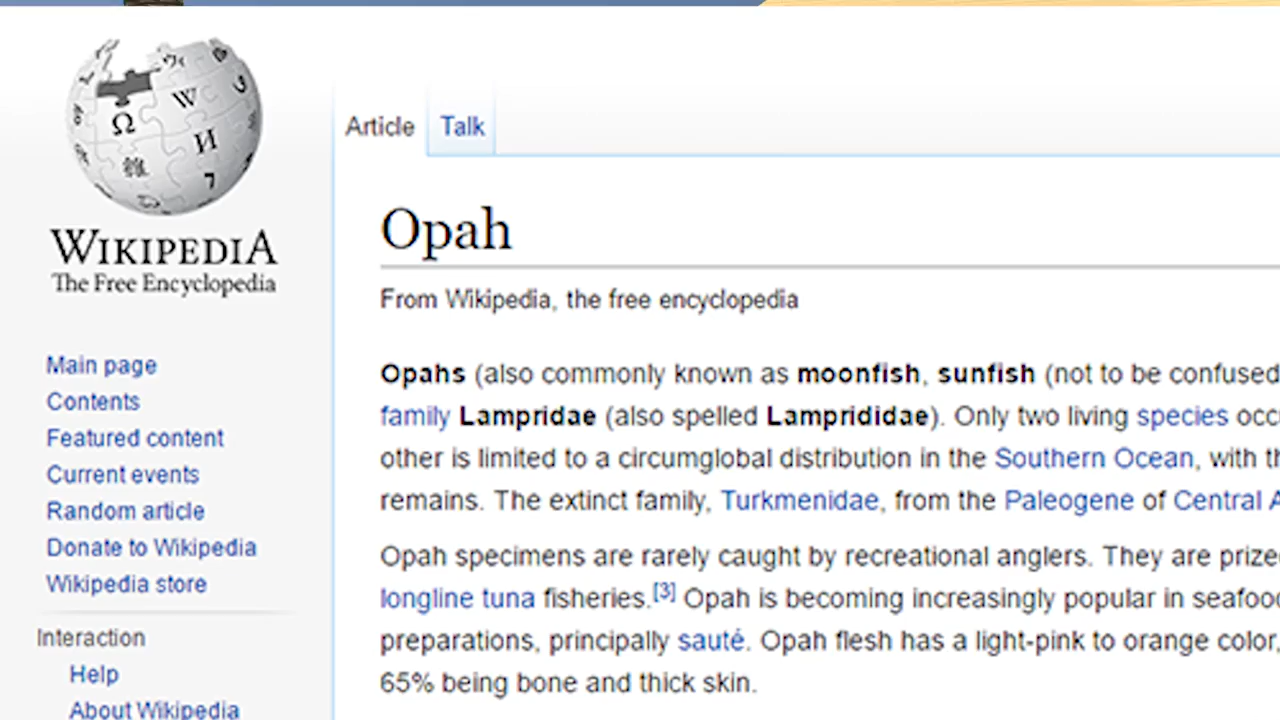 Article Talk
WIKIPEDIA
The Free Encyclopedia
Opah
From Wikipedia, the free encyclopedia
Opahs (also commonly known as moonfish, sunfish (not to be confused
family Lampridae (also spelled Lamprididae). Only two living species
other is limited to a circumglobal distribution in the Southern Ocean, with
remains. The extinct family, Turkmenidae, from the Paleogene of Central
Opah specimens are rarely caught by recreational anglers. They are
longline tuna fisheries.[3] Opah is becoming increasingly popular in
preparations, principally sauté. Opah flesh has a light-pink to orange color,
65% being bone and thick skin.
Main page
Contents
Featured content
Current events
Random article
Donate to Wikipedia
Wikipedia store
Interaction
Help
About Wikipedia